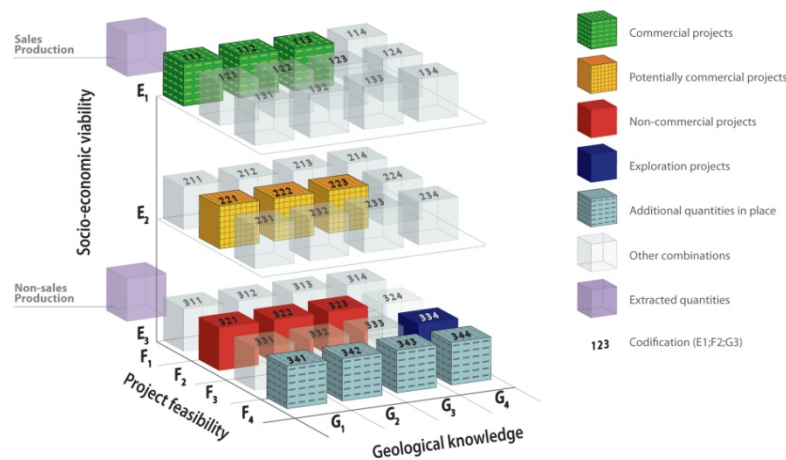 Sales
Production
Socio-economic viability
E1
111 112 113 114
121 122 123 124
131 132 133 134
E2
211 212 213 214
221 222 223 224
231 232 233 234
Non-sales
Production
E3
311 312 313 314
321 322 323 324
331 332 333 334
341 342 343 344
F1
F2
F3
F4
Project feasibility
G1
G2
G3
G4
Geological knowledge
Commercial projects
Potentially commercial projects
Non-commercial projects
Exploration projects
Additional quantities in place
Other combinations
Extracted quantities
123 Codification (E1;F2;G3)